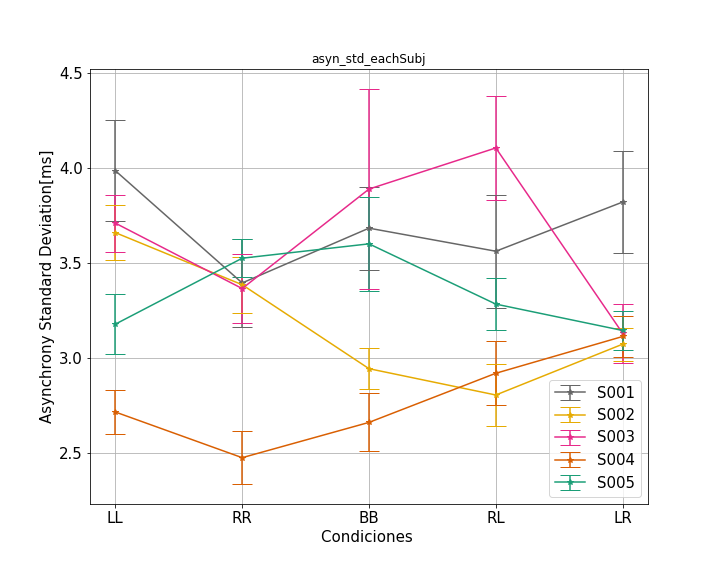 asyn_std_eachSubj
Asynchrony Standard Deviation[ms]
4.5
4.0
3.5
3.0
2.5
S001
S002
S003
S004
S005
LL RR BB RL LR
Condiciones